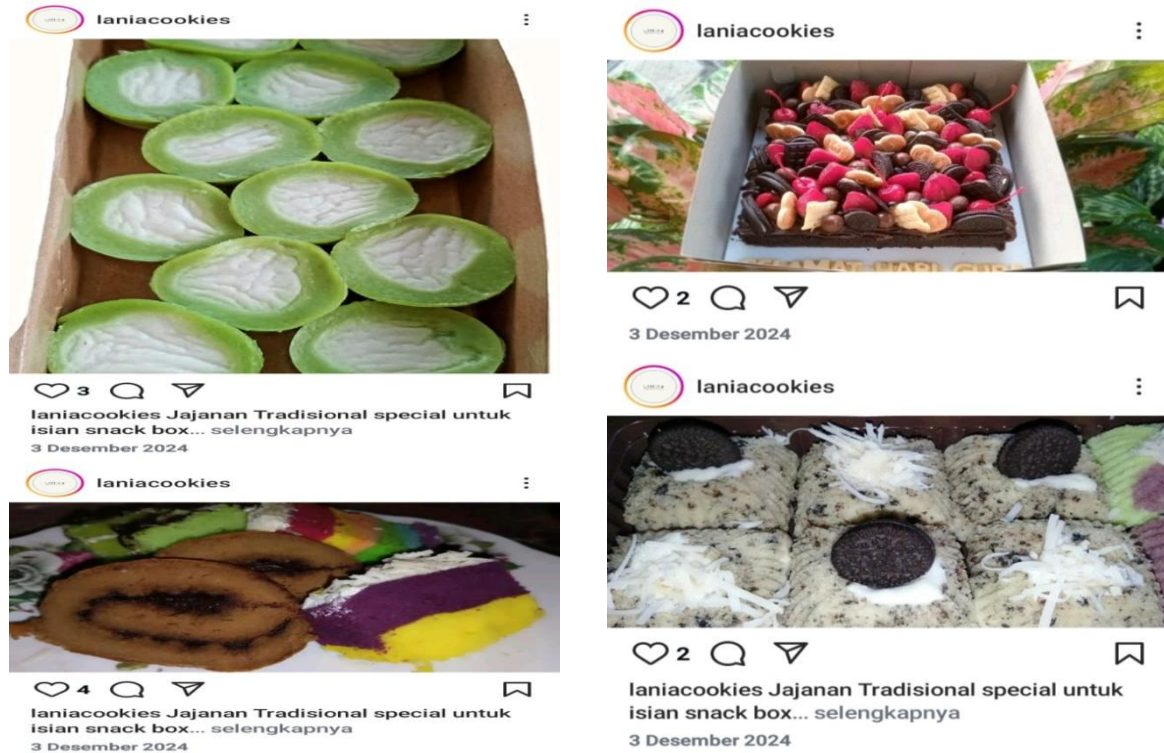 laniacookies
3
laniacookies Jajanan Tradisional special untuk
isian snack box... selengkapnya
3 Desember 2024
laniacookies
4
laniacookies Jajanan Tradisional special untuk
isian snack box... selengkapnya
3 Desember 2024
laniacookies
2
3 Desember 2024
laniacookies
2
laniacookies Jajanan Tradisional special untuk
isian snack box... selengkapnya
3 Desember 2024